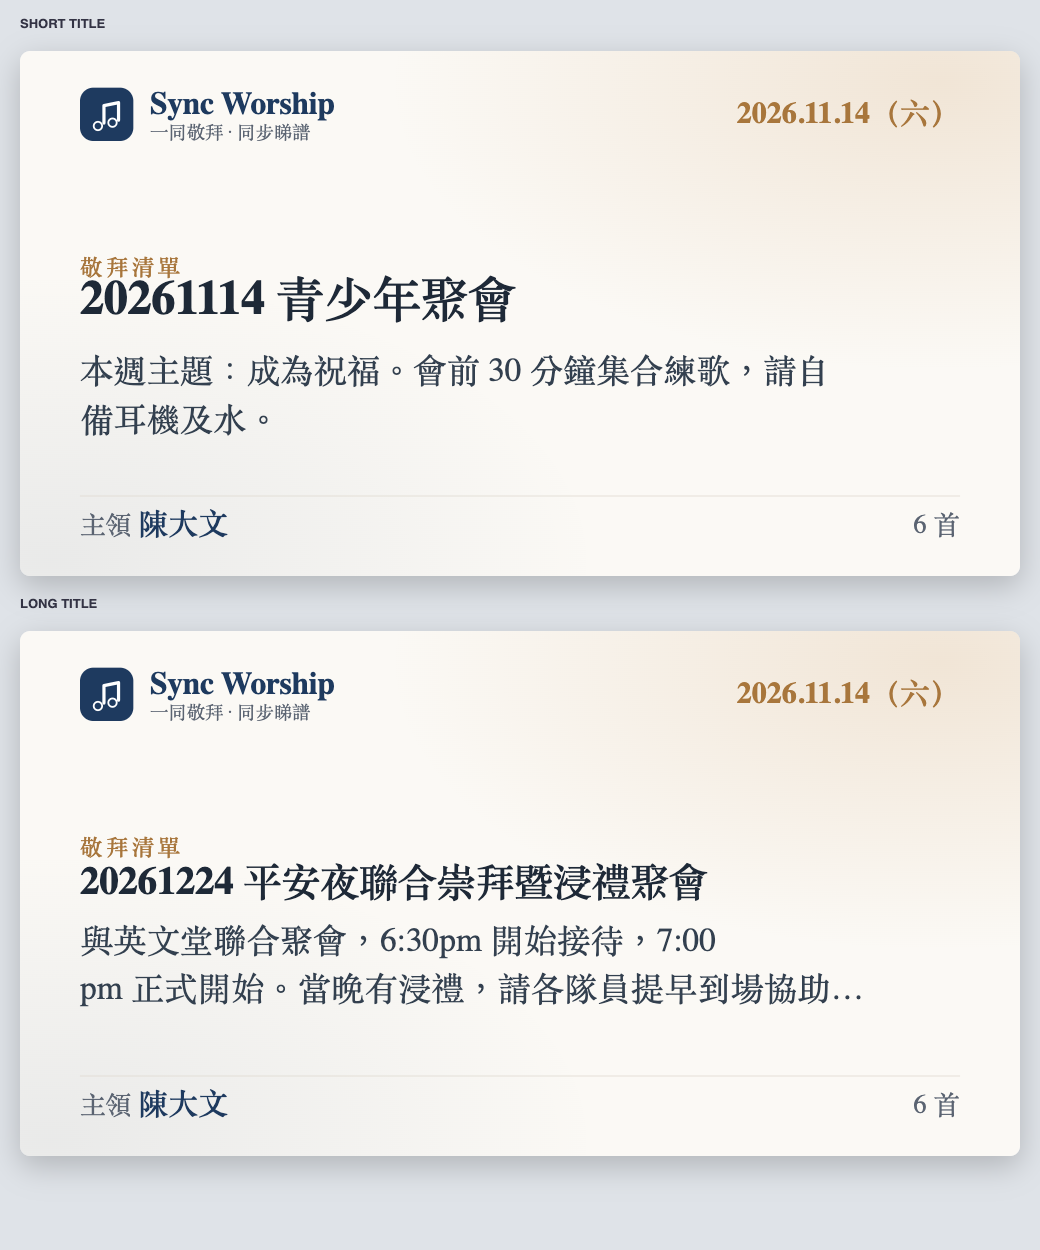 SHORT TITLE
Sync Worship
一同敬拜 · 同步睇譜
2026.11.14（六）
敬拜清單
20261114 青少年聚會
本週主題：成為祝福。會前 30 分鐘集合練歌，請自
備耳機及水。
主領 陳大文
6 首
LONG TITLE
Sync Worship
一同敬拜 · 同步睇譜
2026.11.14（六）
敬拜清單
20261224 平安夜聯合崇拜暨浸禮聚會
與英文堂聯合聚會，6:30pm 開始接待，7:00
pm 正式開始。當晚有浸禮，請各隊員提早到場協助…
主領 陳大文
6 首